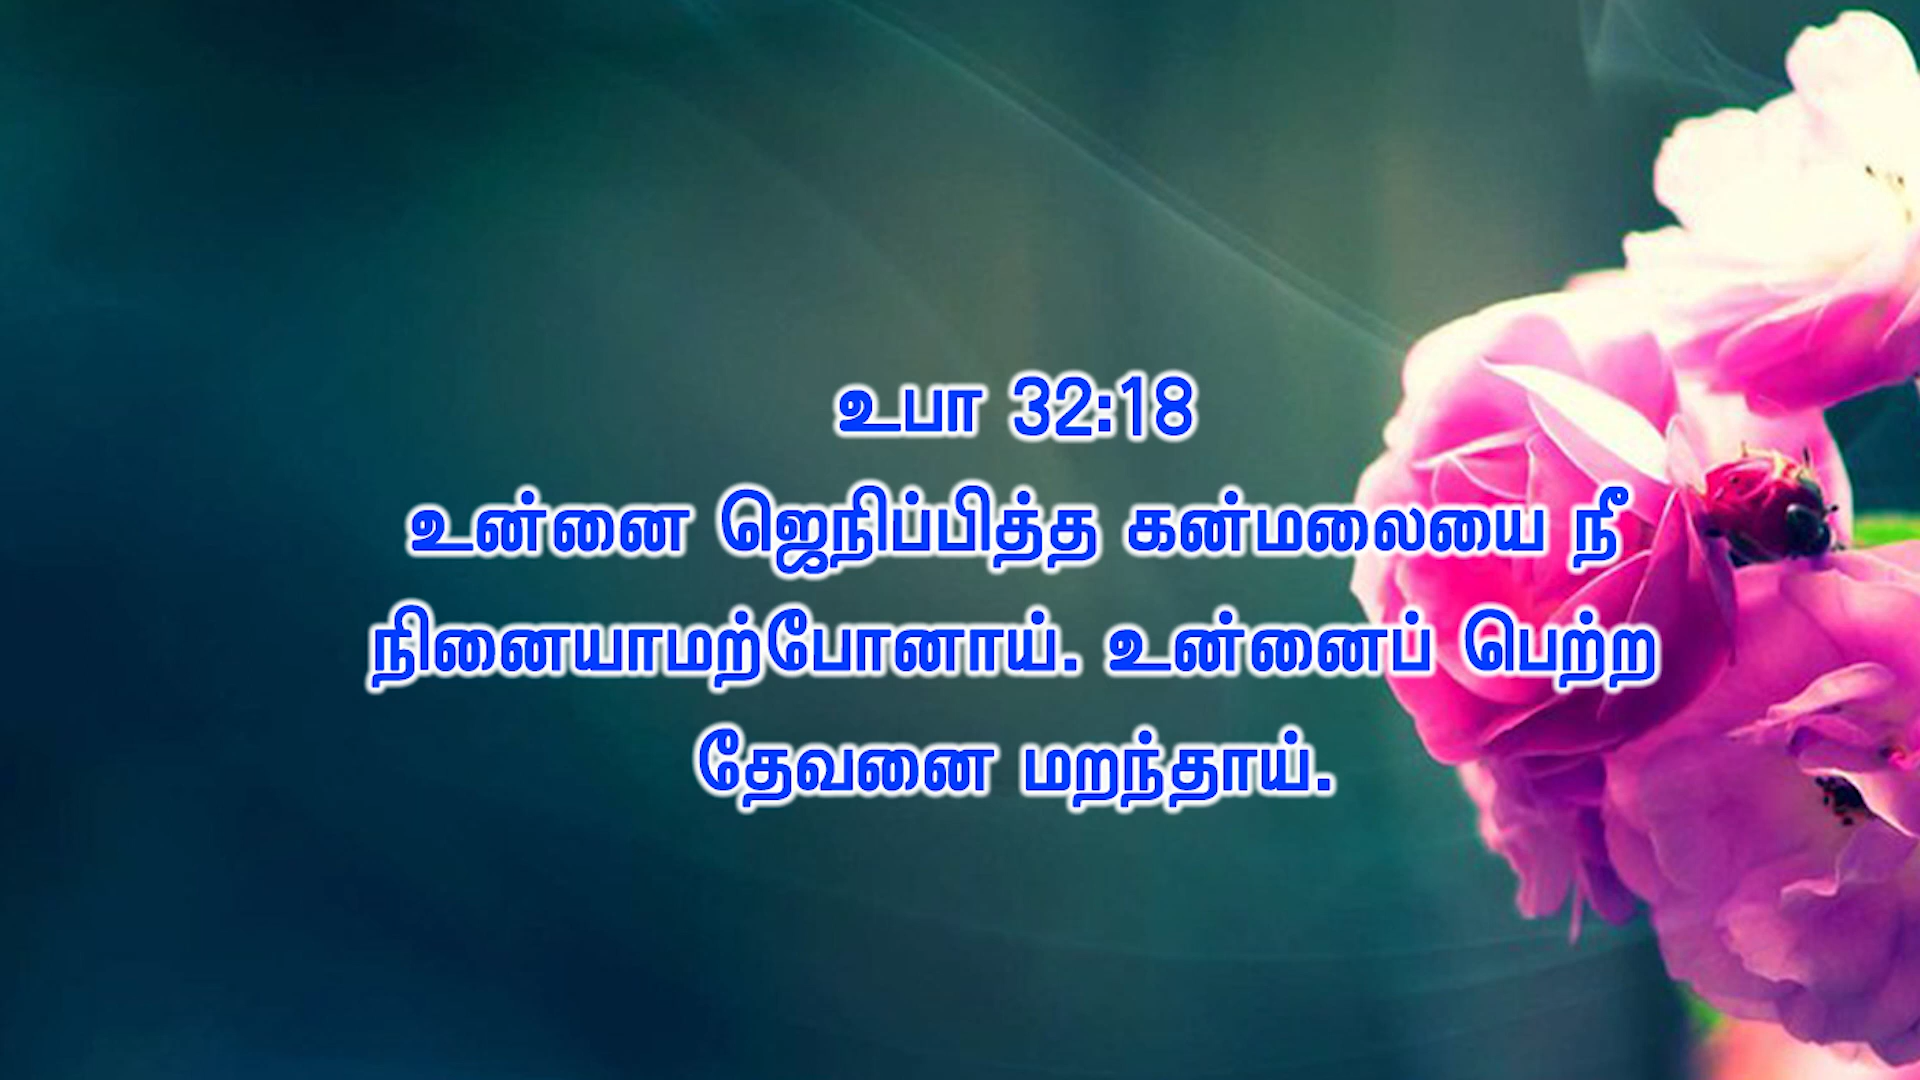 உபா 32:18
உன்னை ஜெநிப்பித்த கன்மலையை நீ
நினையாமற்போனாய். உன்னைப் பெற்ற
தேவனை மறந்தாய்.